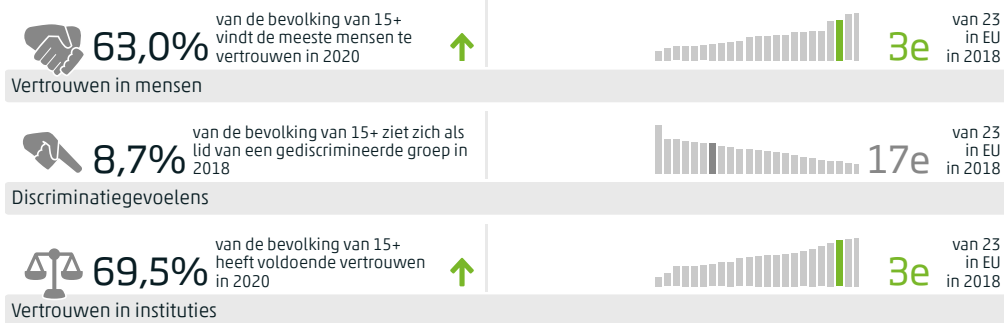 63,0%
van de bevolking van 15+
vindt de meeste mensen te
vertrouwen in 2020
3e
van 23
in EU
in 2018
Vertrouwen in mensen
8,7%
van de bevolking van 15+ ziet zich als
lid van een gediscrimineerde groep in
2018
17e
van 23
in EU
in 2018
Discriminatiegevoelens
69,5%
van de bevolking van 15+
heeft voldoende vertrouwen
in 2020
3e
van 23
in EU
in 2018
Vertrouwen in instituties